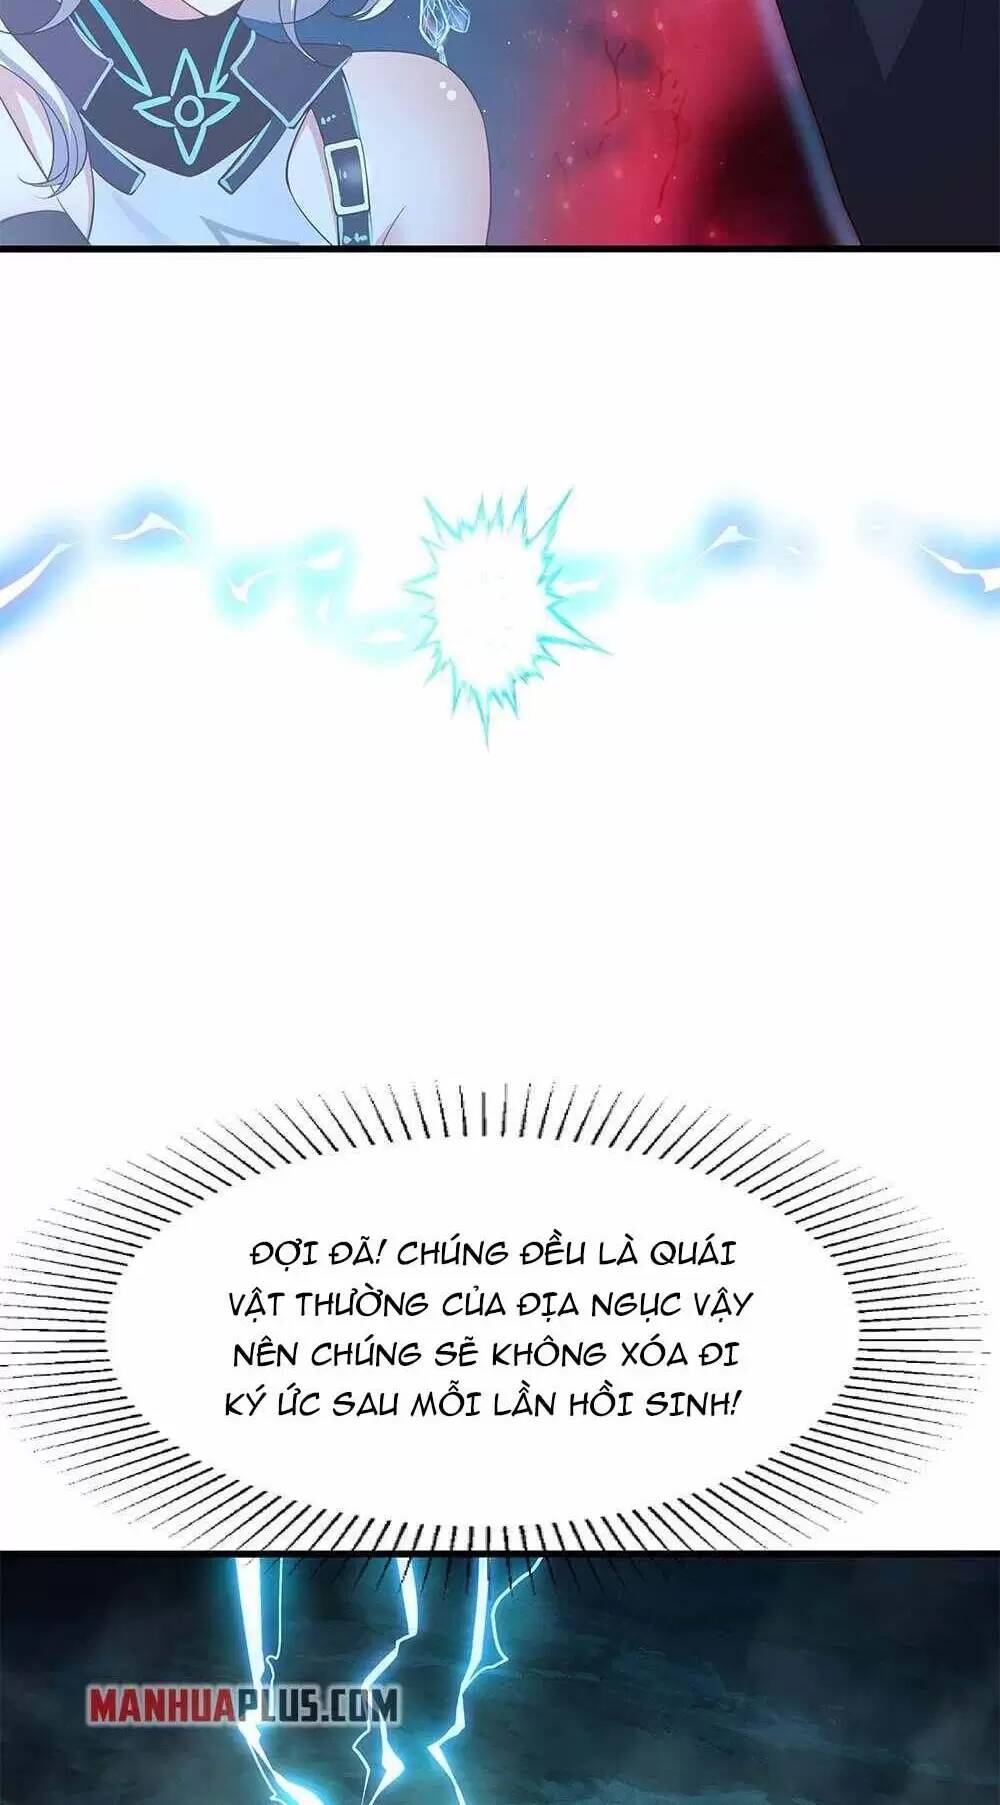 ĐỢI ĐÃ! CHÚNG ĐỀU LÀ QUÁI
VẬT THƯỜNG CỦA ĐỊA NGỤC VẬY
NÊN CHÚNG SẼ KHÔNG XÓA ĐI
KÝ ỨC SAU MỖI LẦN HỒI SINH!
MANHUAPLUS.COM